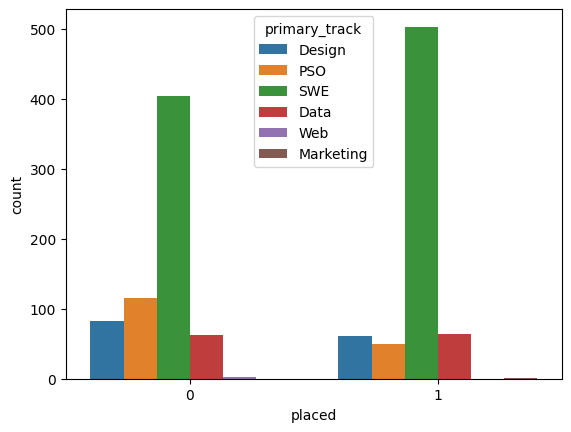 primary_track
Design
PSO
SWE
Data
Web
Marketing
500
400
300
200
100
0
count
0 1
placed